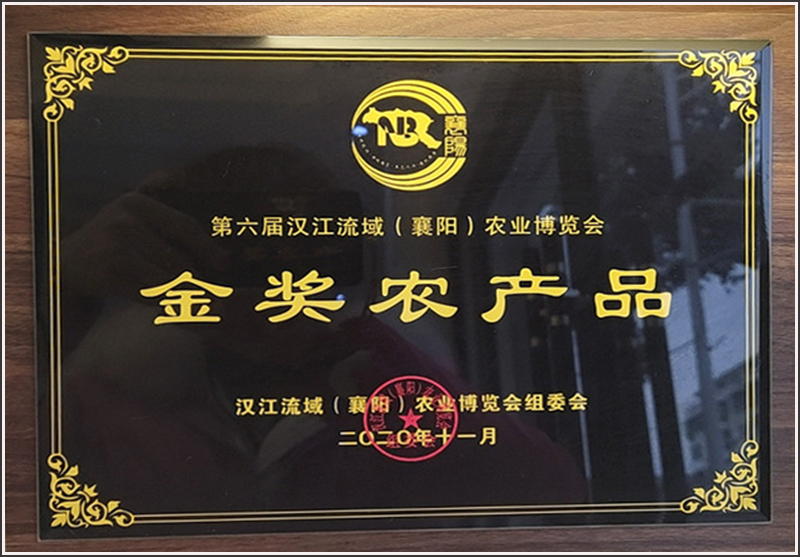 襄陽
第六届汉江流域（襄阳）农业博览会
金奖农产品
汉江流域（襄阳）农业博览会组委会
二〇二〇年十一月